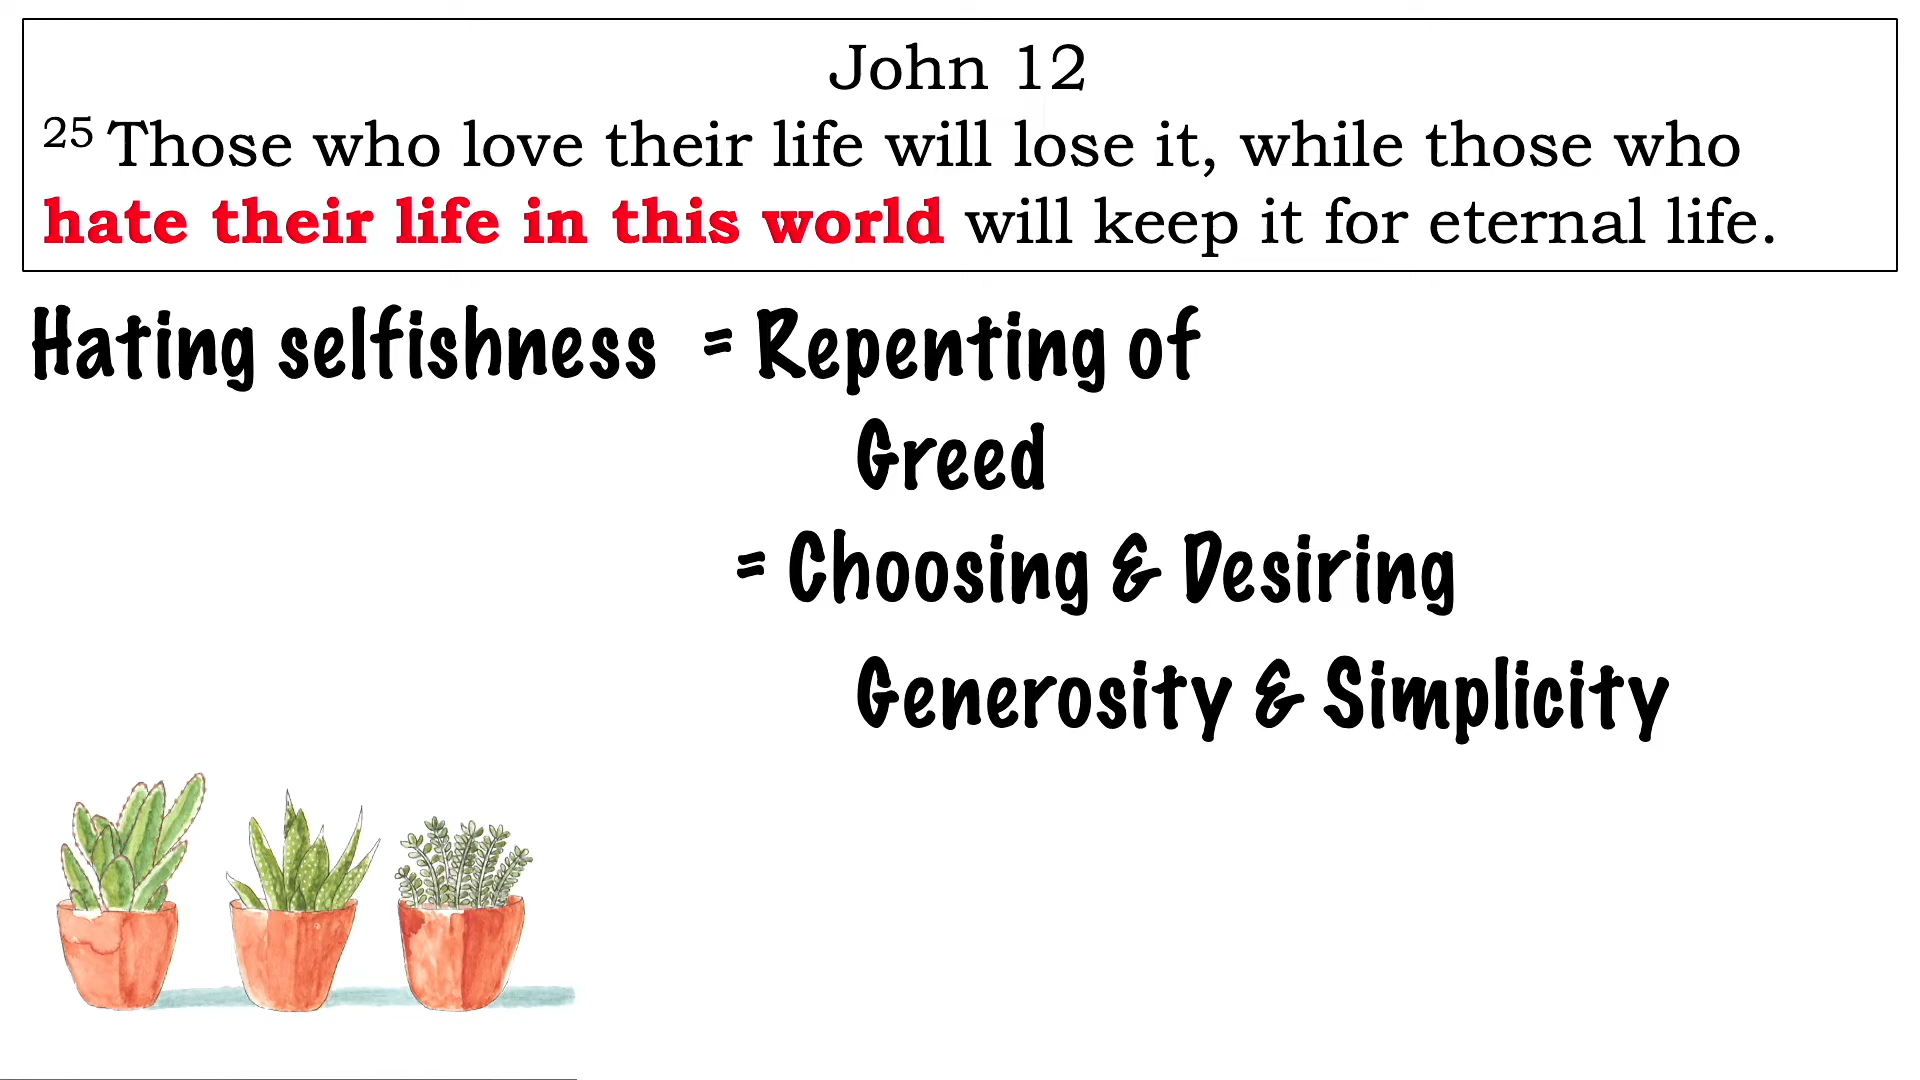 John 12
25 Those who love their life will lose it, while those who
hate their life in this world will keep it for eternal life.
Hating selfishness = Repenting of
Greed
= Choosing & Desiring
Generosity & Simplicity